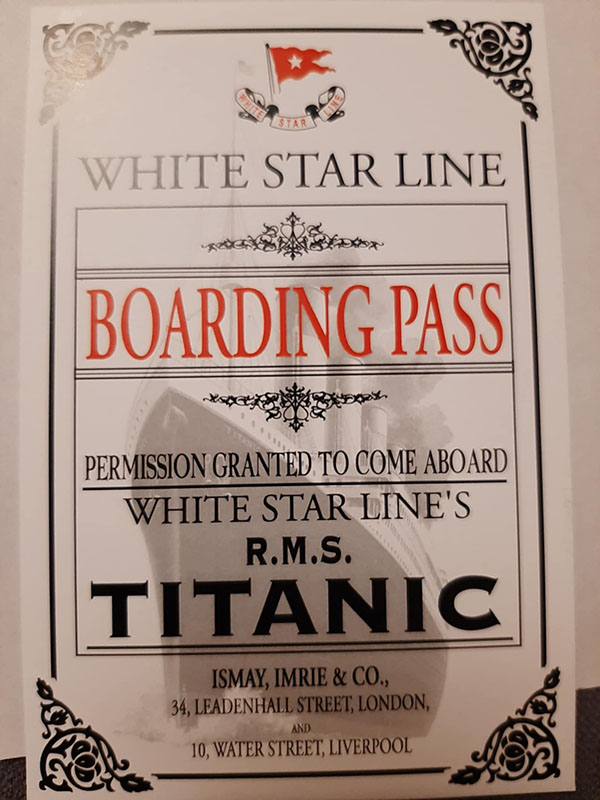 WHITE STAR LINE
WHITE STAR LINE
BOARDING PASS
PERMISSION GRANTED TO COME ABOARD
WHITE STAR LINE'S
R.M.S.
TITANIC
ISMAY, IMRIE & CO.,
34, LEADENHALL STREET, LONDON,
AND
10, WATER STREET, LIVERPOOL